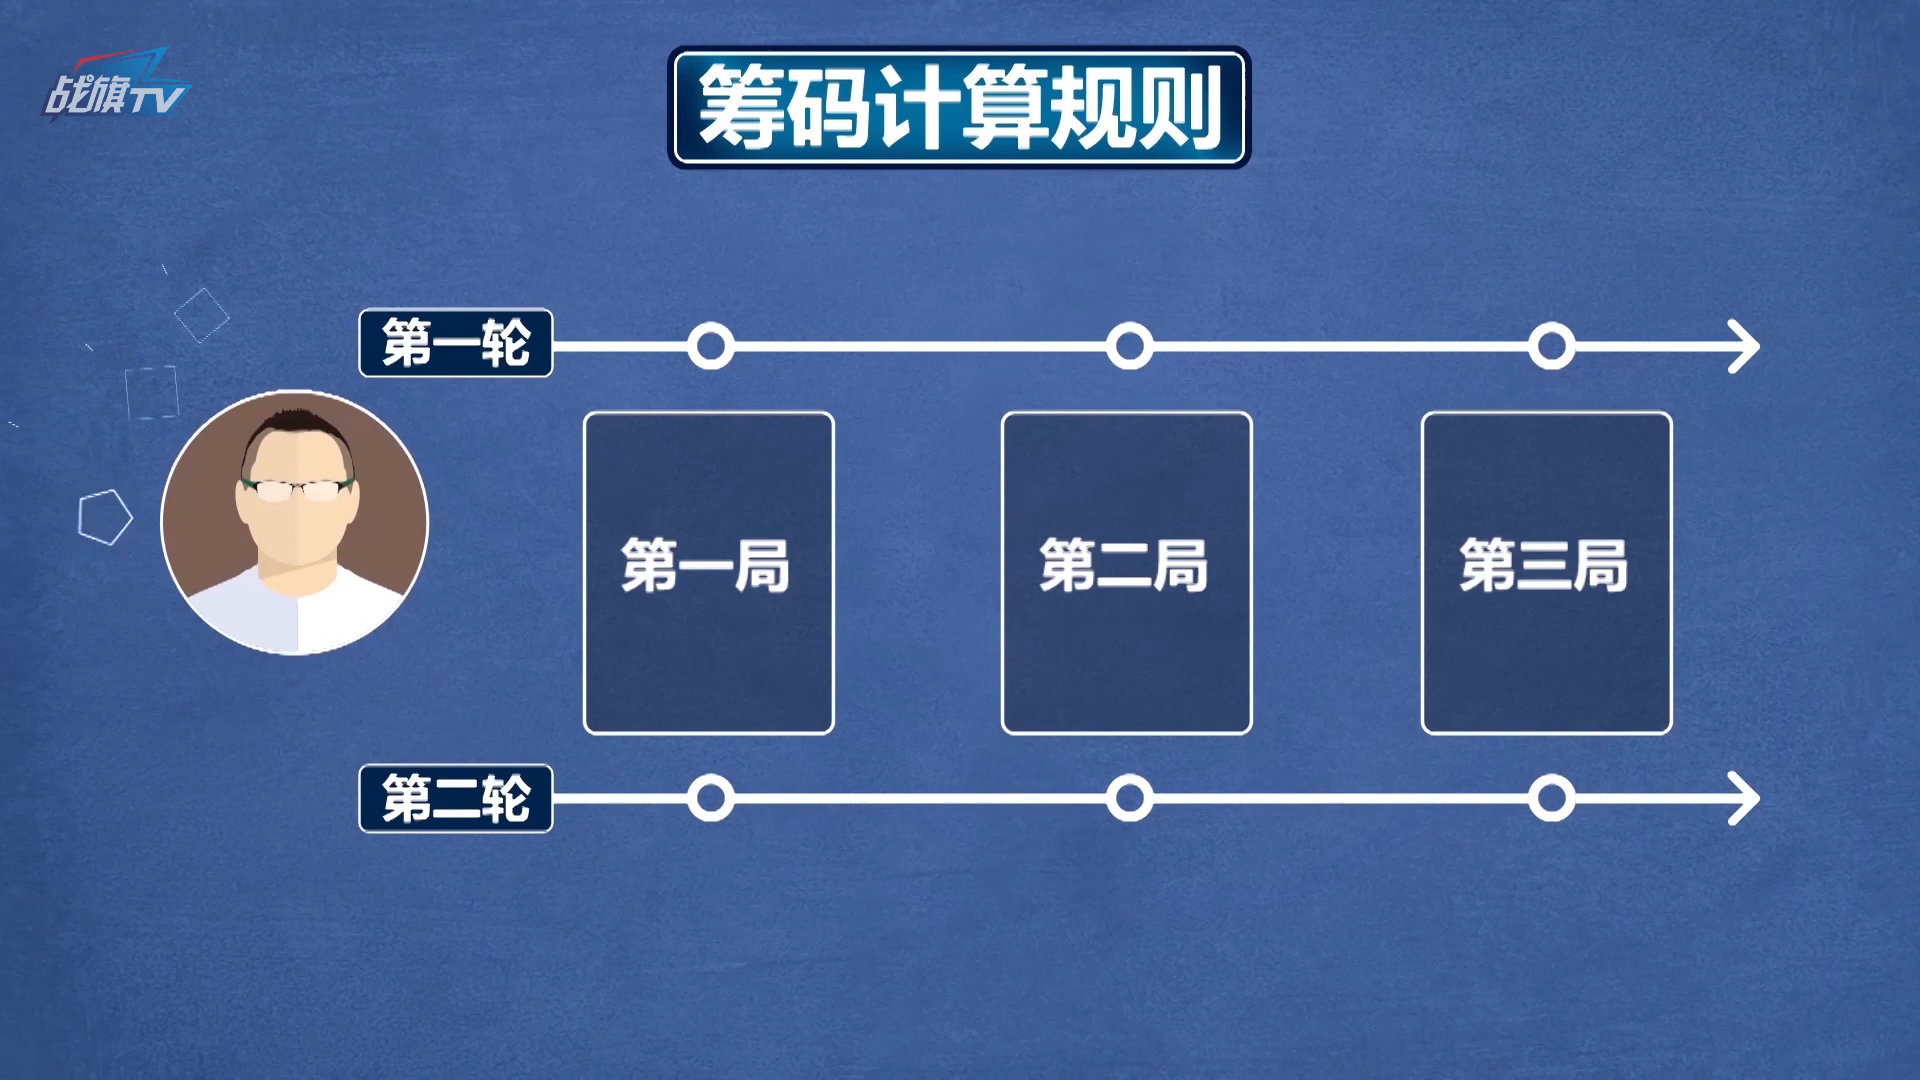 战旗TV
筹码计算规则
第一轮
第一局
第二局
第三局
第二轮